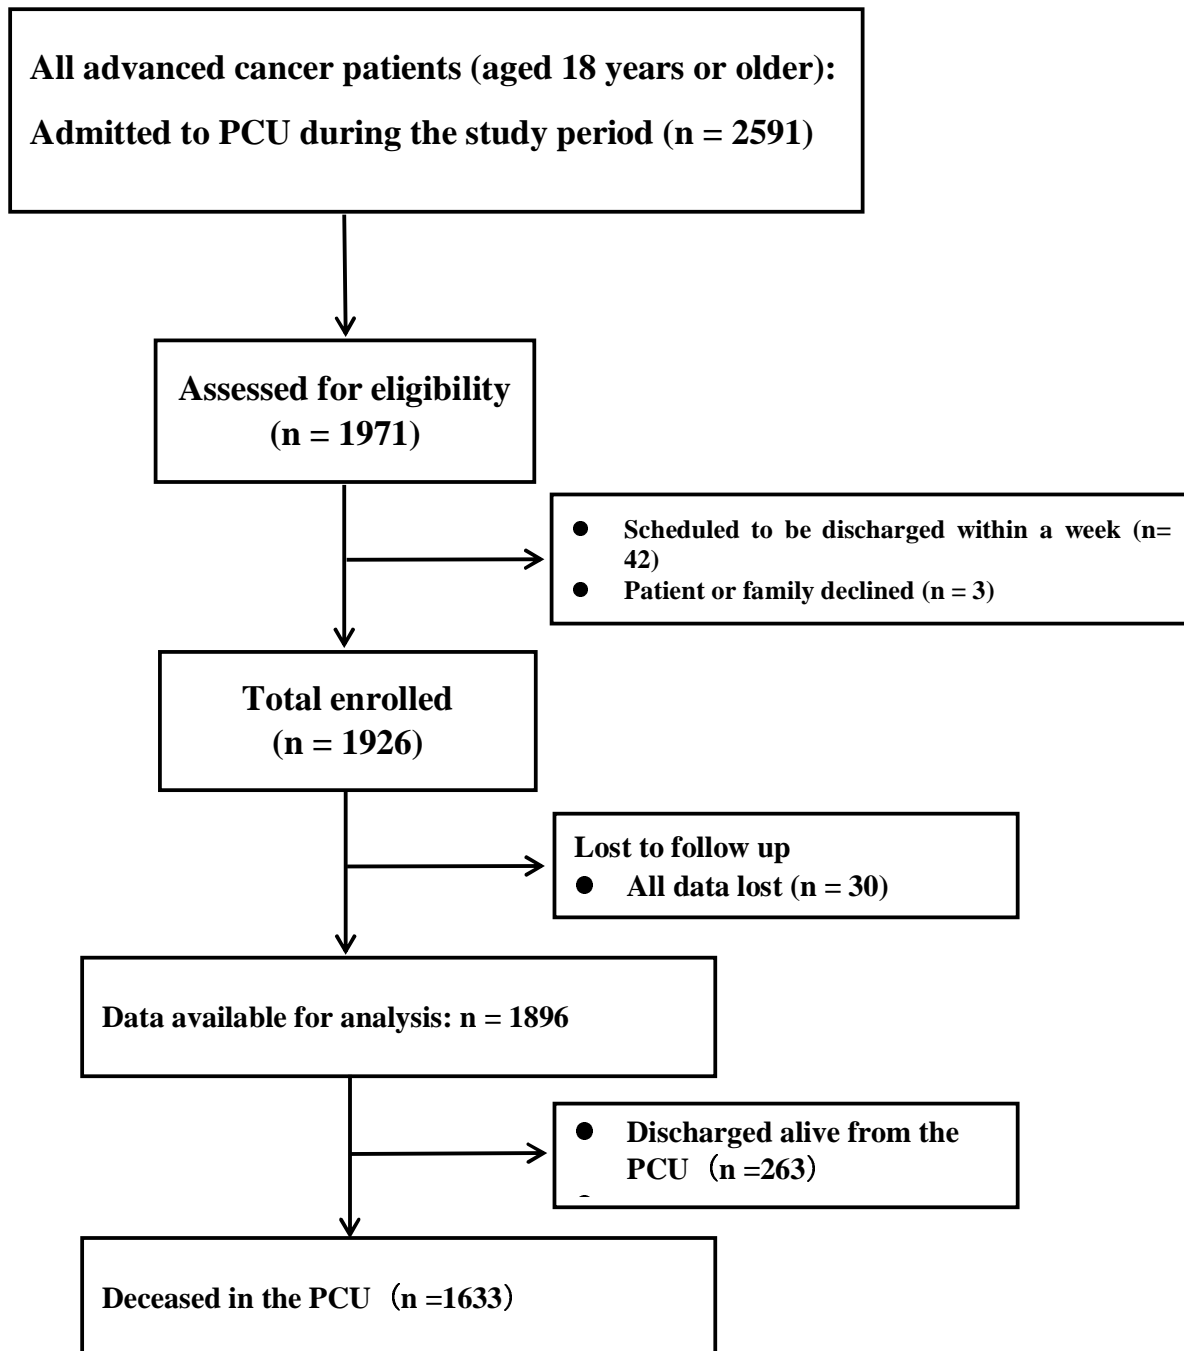 All advanced cancer patients (aged 18 years or older):
Admitted to PCU during the study period (n = 2591)
Assessed for eligibility
(n = 1971)
● Scheduled to be discharged within a week (n=
42)
● Patient or family declined (n = 3)
Total enrolled
(n = 1926)
Lost to follow up
● All data lost (n = 30)
Data available for analysis: n = 1896
● Discharged alive from the
PCU（n =263）
Deceased in the PCU（n =1633）